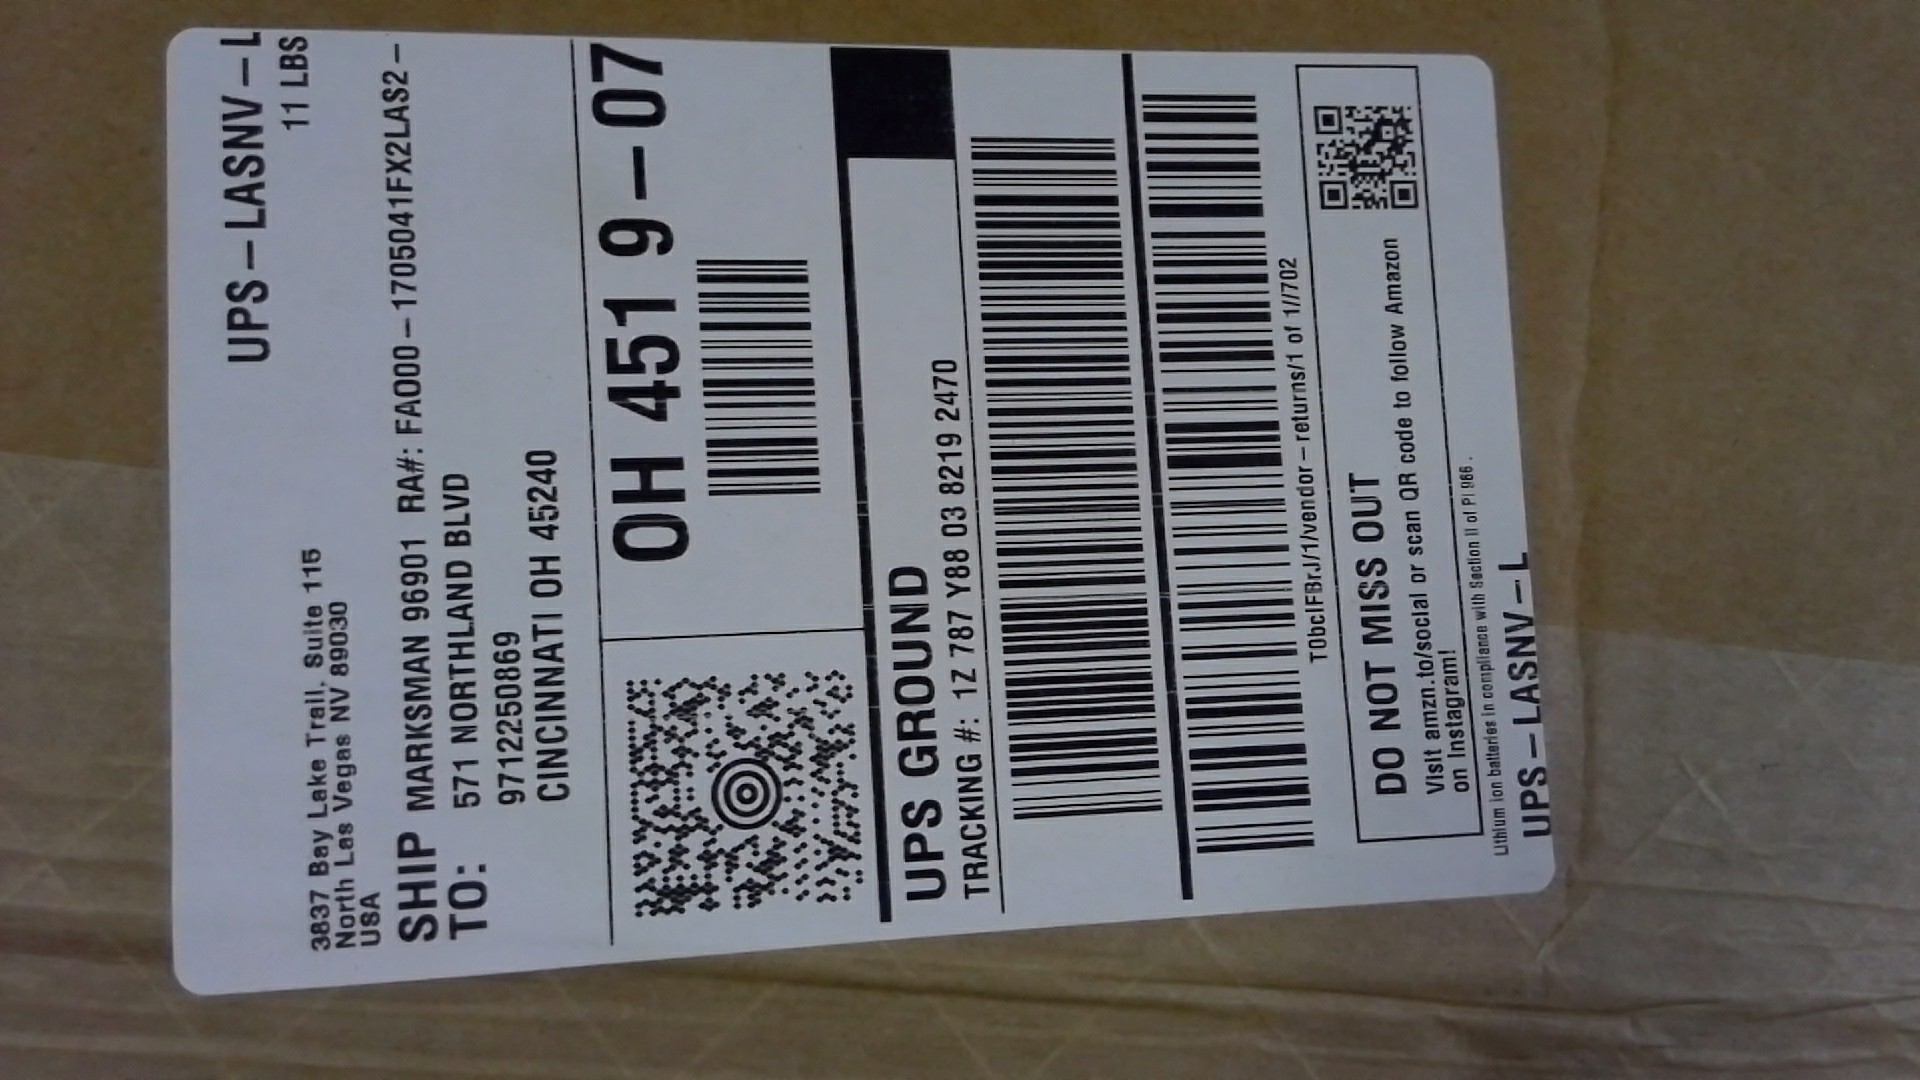 UPS-LASNV-L
11 LBS
3837 Bay Lake Trail, Suite 115
North Las Vegas NV 89030
USA
SHIP TO:
MARKSMAN 96901 RA#: FA000-1705041FX2LAS2-
571 NORTHLAND BLVD
9712250869
CINCINNATI OH 45240
OH 451 9-07
UPS GROUND
TRACKING #: 1Z 787 Y88 03 8219 2470
T0bcIFBrJ/1/vendor-returns/1 of 1//702
DO NOT MISS OUT
Visit amzn.to/social or scan QR code to follow Amazon
on Instagram!
Lithium ion batteries in compliance with Section II of PI 966.
UPS-LASNV-L